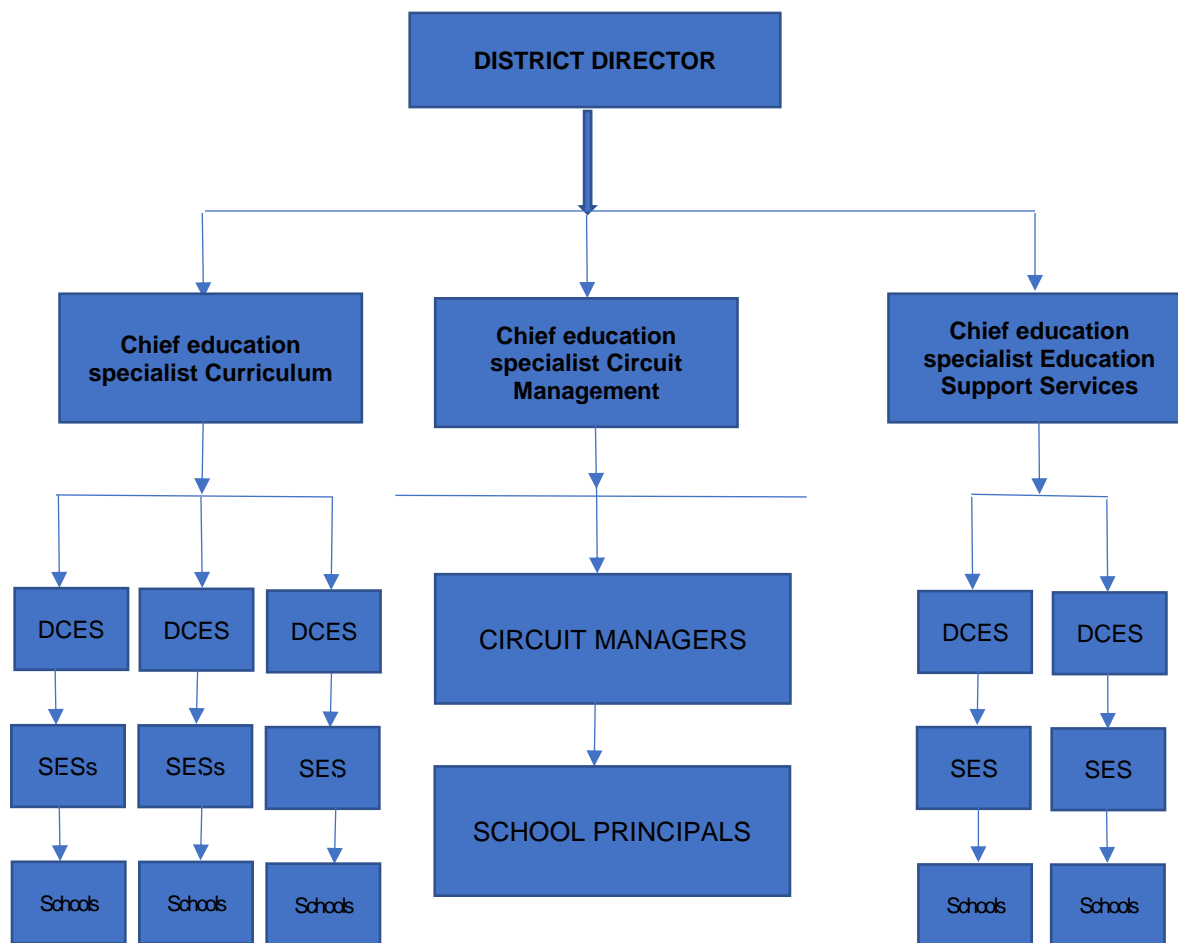 DISTRICT DIRECTOR
Chief education
specialist Curriculum
Chief education
specialist Circuit
Management
Chief education
specialist Education
Support Services
DCES
DCES
DCES
CIRCUIT MANAGERS
DCES
DCES
SESs
SESs
SES
SES
SES
SCHOOL PRINCIPALS
Schools
Schools
Schools
Schools
Schools